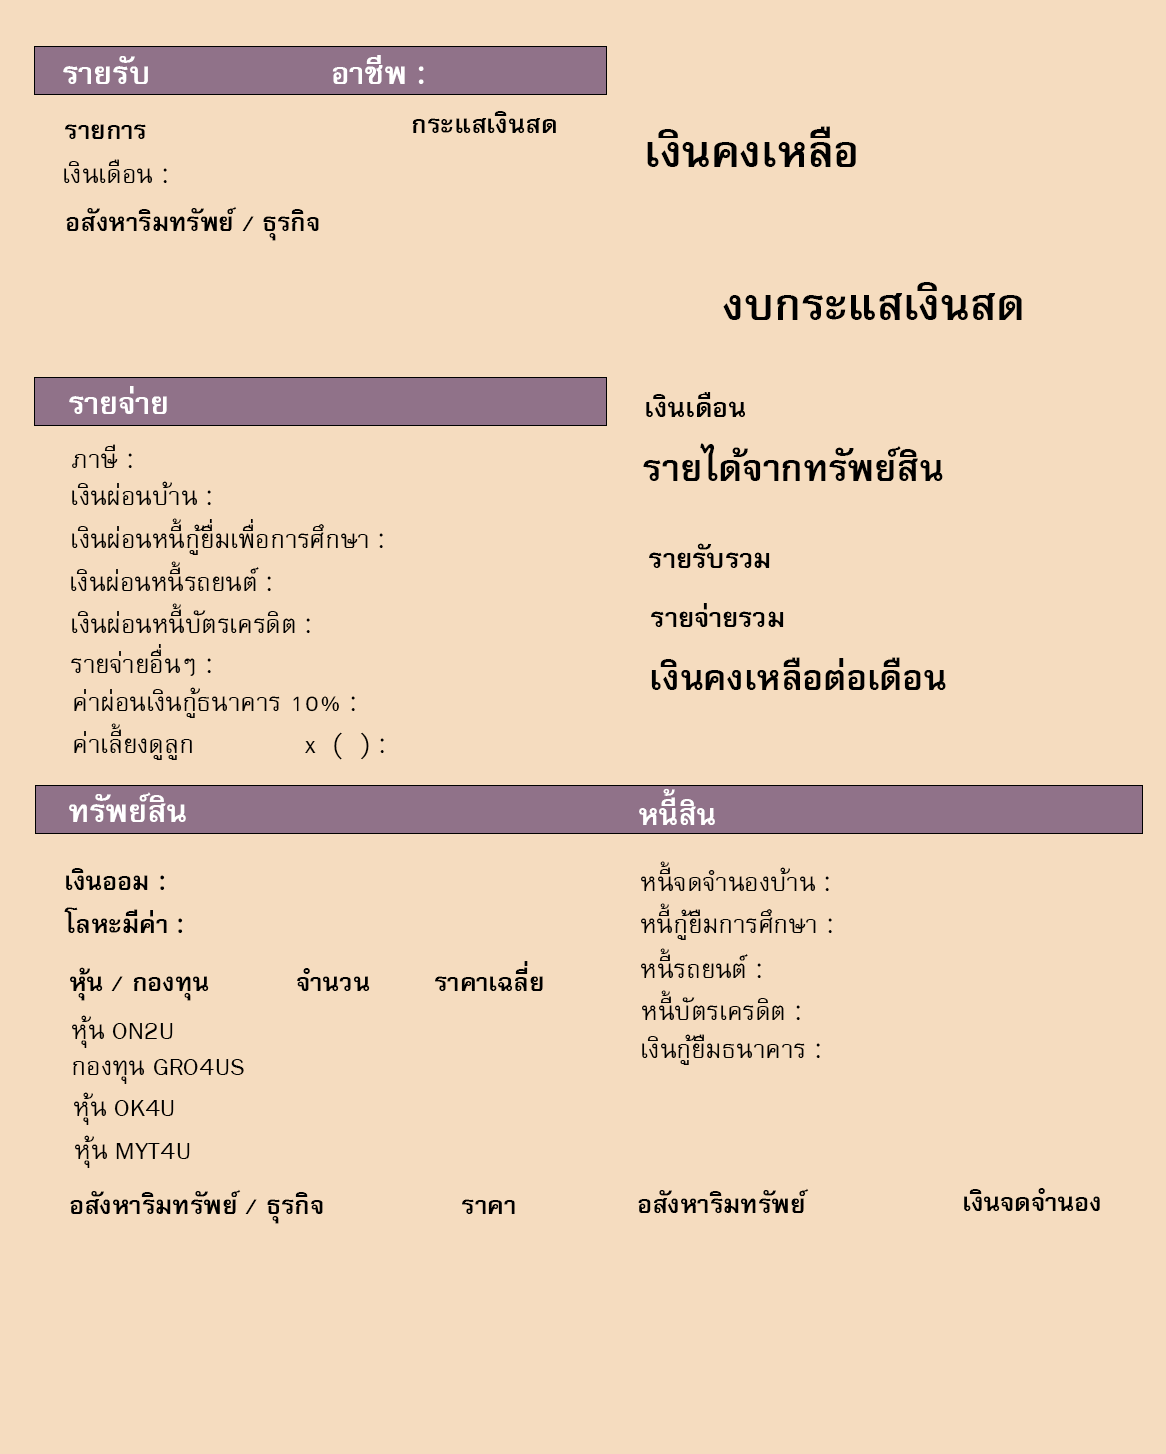 รายรับ อาชีพ :
รายการ กระแสเงินสด
เงินเดือน :
อสังหาริมทรัพย์ / ธุรกิจ
เงินคงเหลือ
งบกระแสเงินสด
รายจ่าย
ภาษี :
เงินผ่อนบ้าน :
เงินผ่อนหนี้กู้ยื่มเพื่อการศึกษา :
เงินผ่อนหนี้รถยนต์ :
เงินผ่อนหนี้บัตรเครดิต :
รายจ่ายอื่นๆ :
ค่าผ่อนเงินกู้ธนาคาร 10% :
ค่าเลี้ยงดูลูก x ( ) :
เงินเดือน
รายได้จากทรัพย์สิน
รายรับรวม
รายจ่ายรวม
เงินคงเหลือต่อเดือน
ทรัพย์สิน หนี้สิน
เงินออม :
โลหะมีค่า :
หุ้น / กองทุน จำนวน ราคาเฉลี่ย
หุ้น ON2U
กองทุน GRO4US
หุ้น OK4U
หุ้น MYT4U
อสังหาริมทรัพย์ / ธุรกิจ ราคา
หนี้จดจำนองบ้าน :
หนี้กู้ยืมการศึกษา :
หนี้รถยนต์ :
หนี้บัตรเครดิต :
เงินกู้ยืมธนาคาร :
อสังหาริมทรัพย์ เงินจดจำนอง